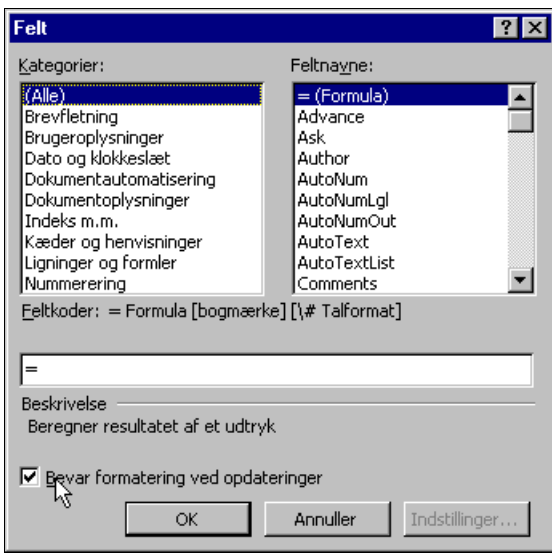 Felt
Kategorier:
(Alle)
Brevfletning
Brugeroplysninger
Dato og klokkeslæt
Dokumentautomatisering
Dokumentoplysninger
Indeks m.m.
Kæder og henvisninger
Ligninger og formler
Nummerering
Feltnavne:
= (Formula)
Advance
Ask
Author
AutoNum
AutoNumLgl
AutoNumOut
AutoText
AutoTextList
Comments
Feltkoder: = Formula [bogmærke] [\# Talformat]
=
Beskrivelse
Beregner resultatet af et udtryk
Bevar formatering ved opdateringer
OK Annuller Indstillinger...